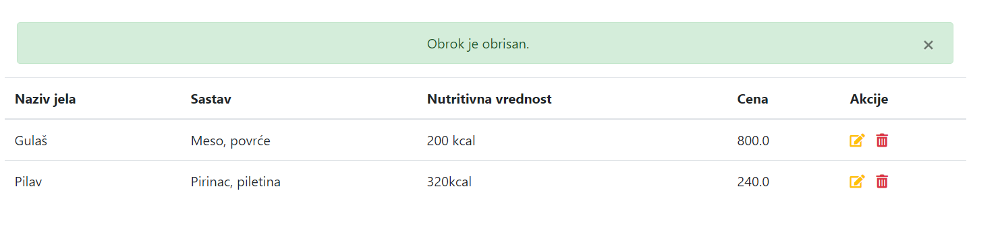 Obrok je obrisan. ×
Naziv jela Sastav Nutritivna vrednost Cena Akcije
Gulaš Meso, povrće 200 kcal 800.0
Pilav Pirinac, piletina 320kcal 240.0